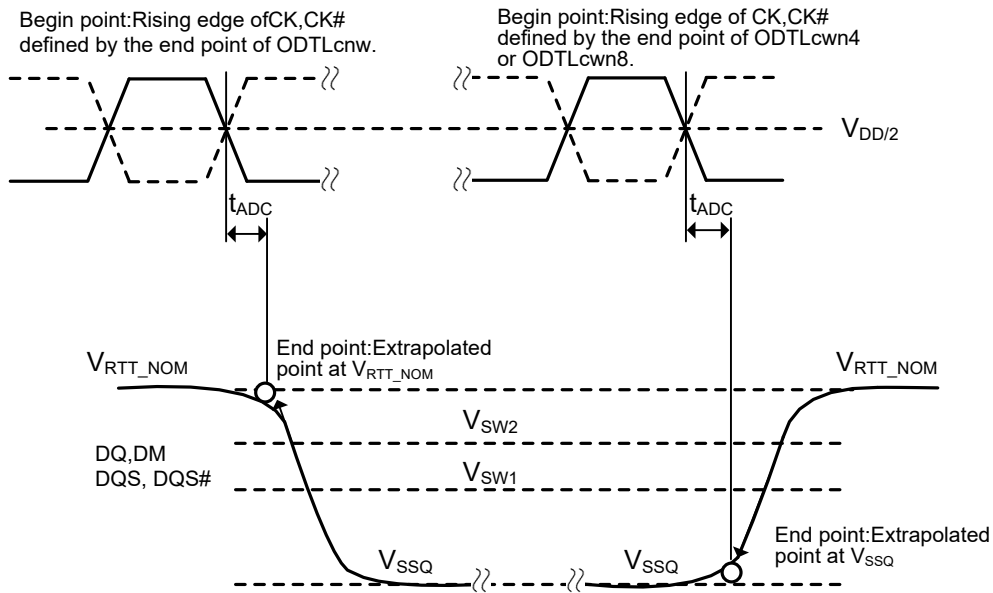 Begin point:Rising edge ofCK,CK#
defined by the end point of ODTLcnw.
Begin point:Rising edge of CK,CK#
defined by the end point of ODTLcwn4
or ODTLcwn8.
VDD/2
tADC
tADC
End point:Extrapolated
point at VRTT_NOM
VRTT_NOM
VRTT_NOM
VSW2
DQ,DM
DQS, DQS#
VSW1
End point:Extrapolated
point at VSSQ
VSSQ
VSSQ